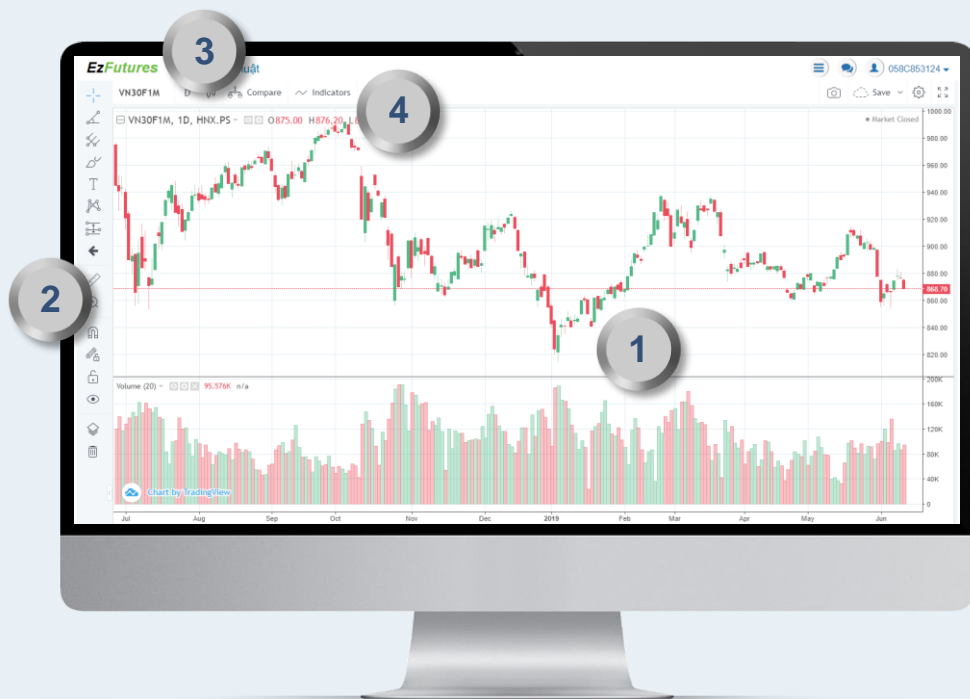 3
EzFutures
058C853124
VN30F1M D Compare Indicators
Save
4
VN30F1M, 1D, HNX.PS O875.00 H876.20
Market Closed
1000.00
980.00
960.00
940.00
920.00
900.00
880.00
868.70
860.00
840.00
820.00
2
1
Volume (20) 95.576K n/a
200K
160K
120K
80K
40K
0
Chart by TradingView
Jul Aug Sep Oct Nov Dec 2019 Feb Mar Apr May Jun